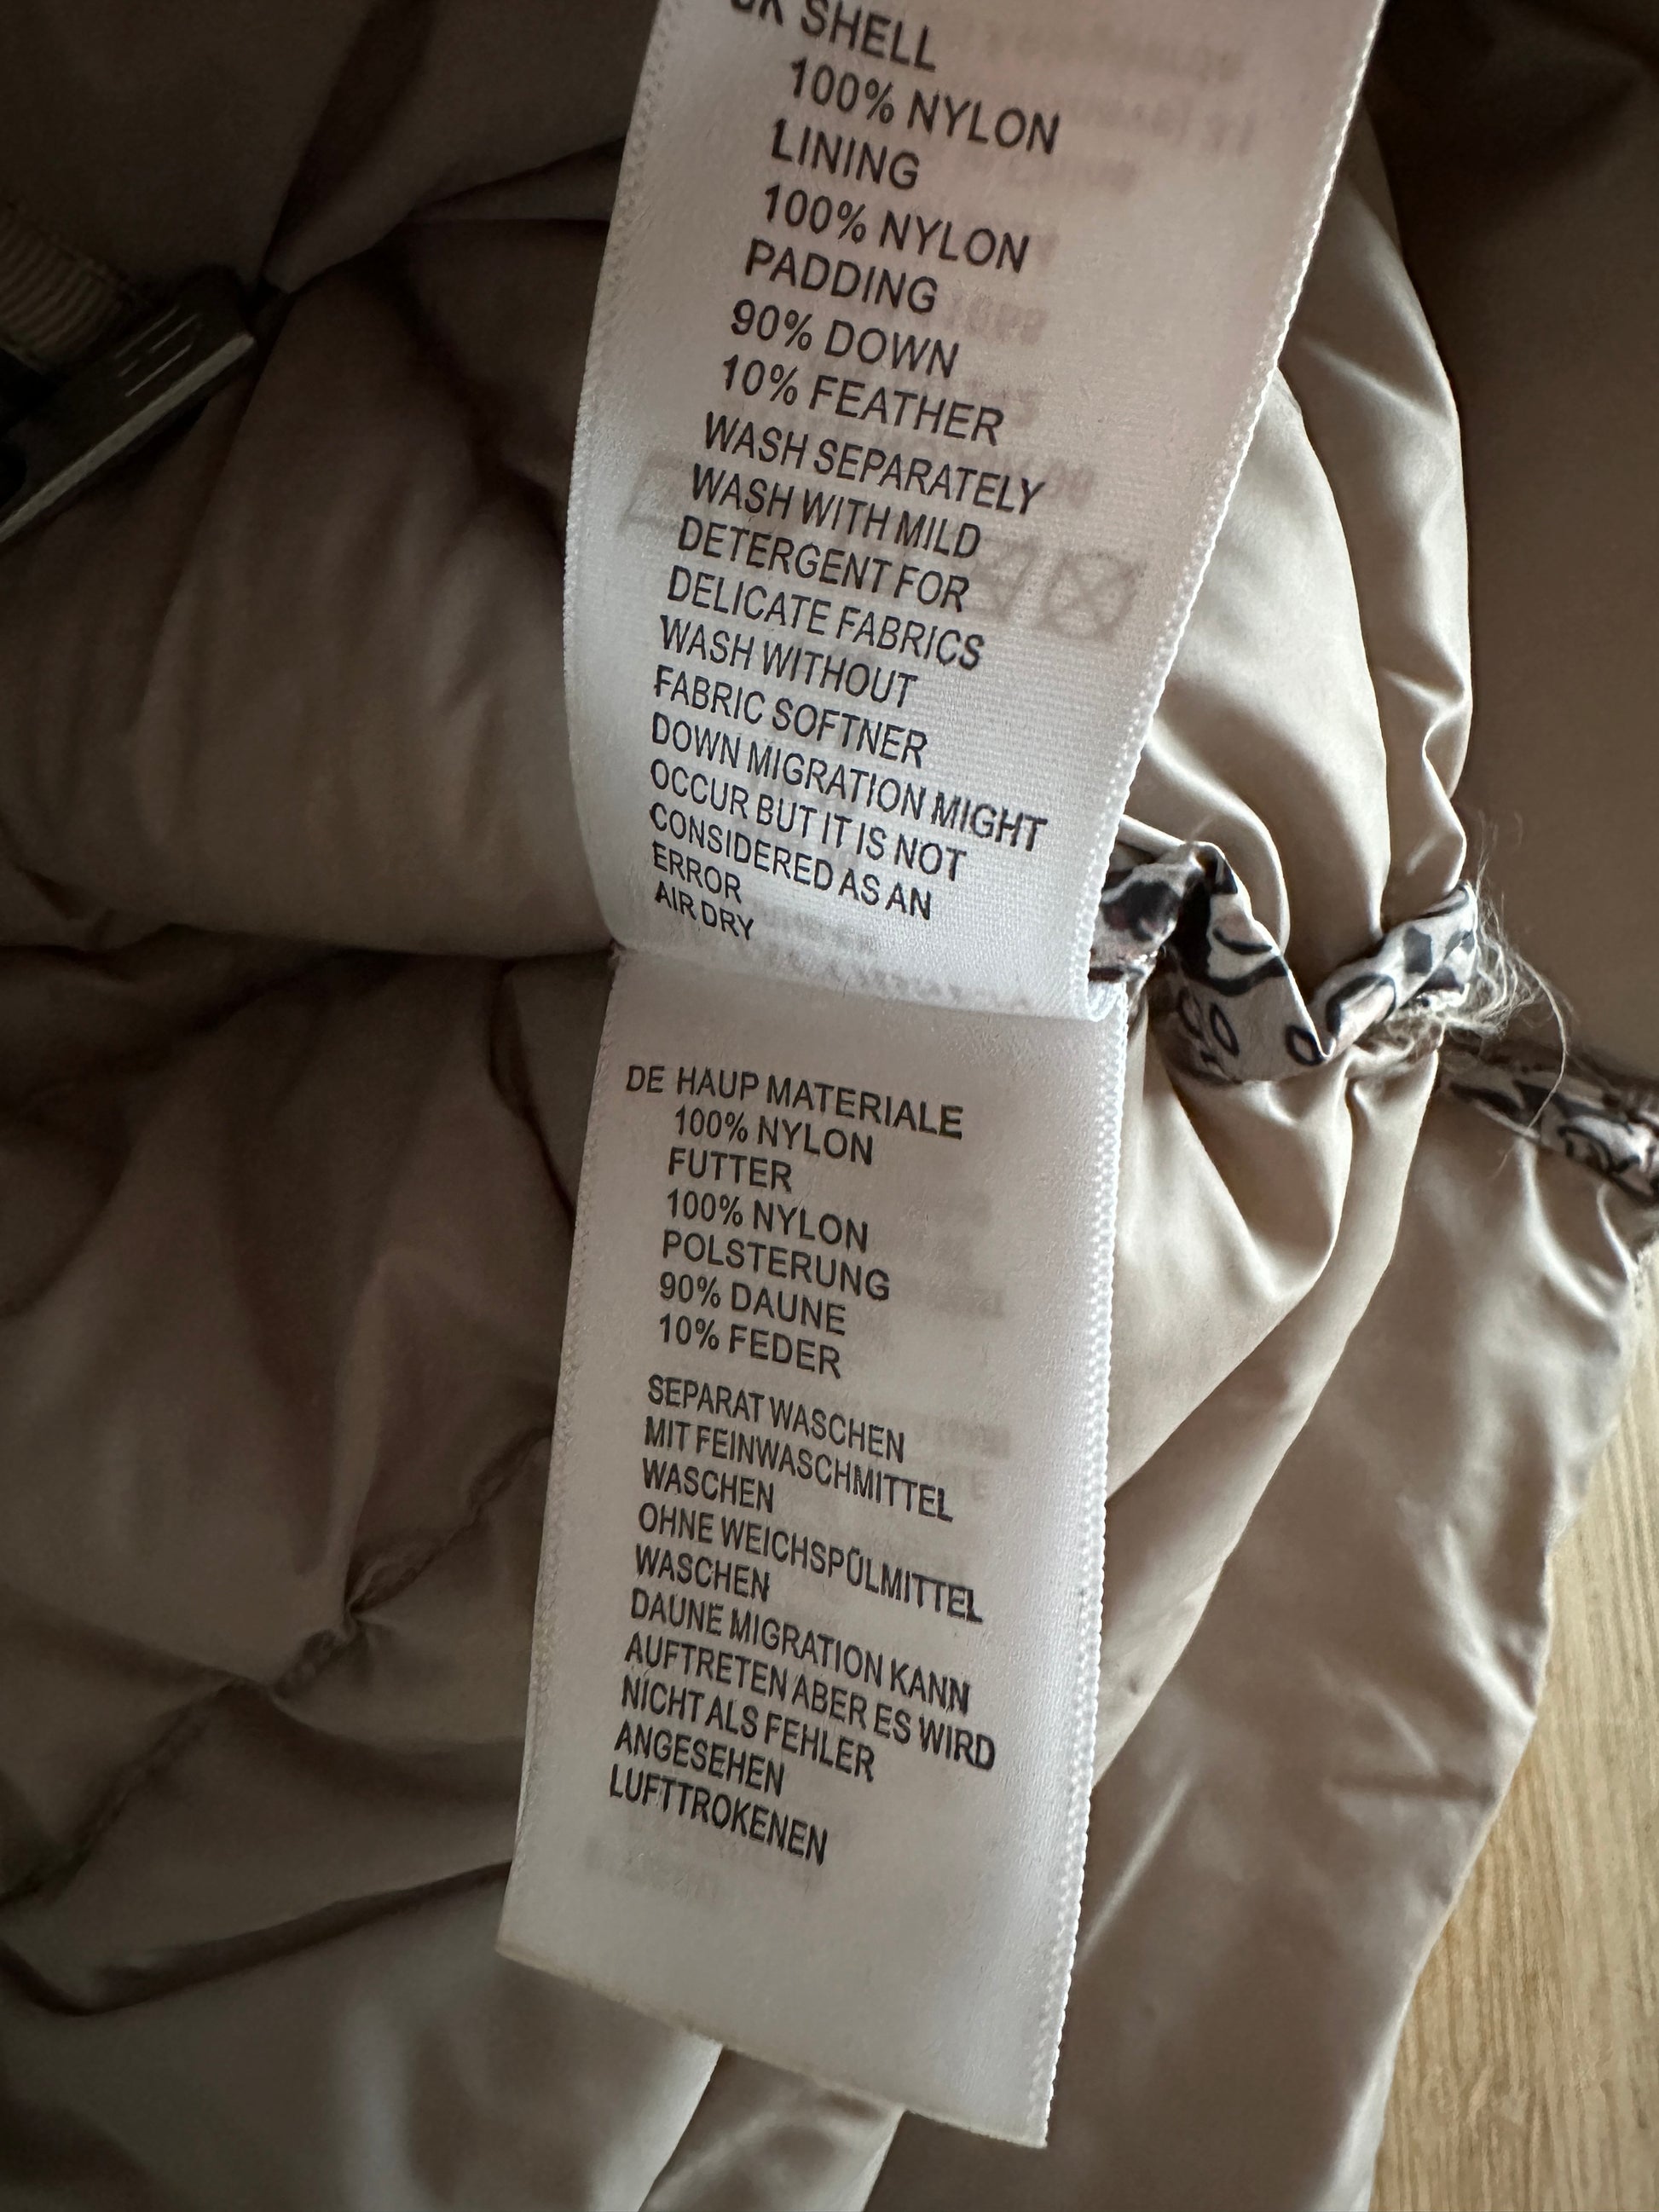 SHELL
100% NYLON
LINING
100% NYLON
PADDING
90% DOWN
10% FEATHER
WASH SEPARATELY
WASH WITH MILD
DETERGENT FOR
DELICATE FABRICS
WASH WITHOUT
FABRIC SOFTNER
DOWN MIGRATION MIGHT
OCCUR BUT IT IS NOT
CONSIDERED AS AN
ERROR
AIR DRY
DE HAUP MATERIALE
100% NYLON
FUTTER
100% NYLON
POLSTERUNG
90% DAUNE
10% FEDER
SEPARAT WASCHEN
MIT FEINWASCHMITTEL
WASCHEN
OHNE WEICHSPÜLMITTEL
WASCHEN
DAUNE MIGRATION KANN
AUFTRETEN ABER ES WIRD
NICHT ALS FEHLER
ANGESEHEN
LUFTTROKENEN